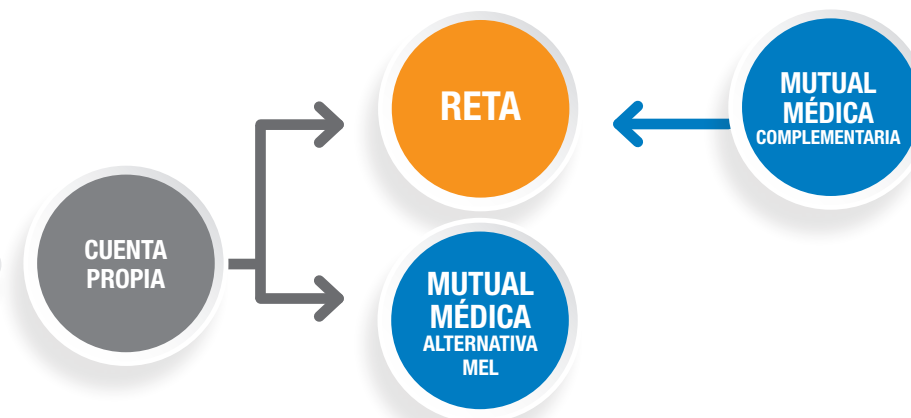 RETA
MUTUAL
MÉDICA
COMPLEMENTARIA
CUENTA
PROPIA
MUTUAL
MÉDICA
ALTERNATIVA
MEL